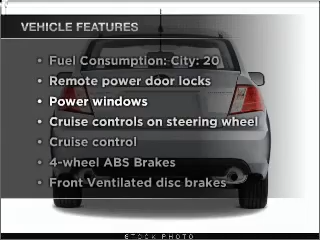 VEHICLE FEATURES
• Fuel Consumption: City: 20
• Remote power door locks
• Power windows
• Cruise controls on steering wheel
• Cruise control
• 4-wheel ABS Brakes
• Front Ventilated disc brakes
STOCK PHOTO